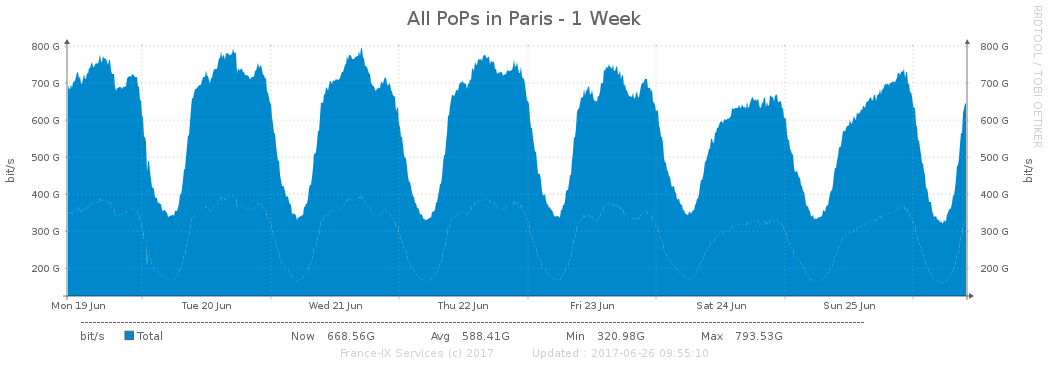 All PoPs in Paris - 1 Week
RRDTOOL / TOBI OETIKER
bit/s
bit/s
800 G 800 G
700 G 700 G
600 G 600 G
500 G 500 G
400 G 400 G
300 G 300 G
200 G 200 G
Mon 19 Jun Tue 20 Jun Wed 21 Jun Thu 22 Jun Fri 23 Jun Sat 24 Jun Sun 25 Jun
bit/s Total Now 668.56G Avg 588.41G Min 320.98G Max 793.53G
France-IX Services (c) 2017 Updated : 2017-06-26 09:55:10